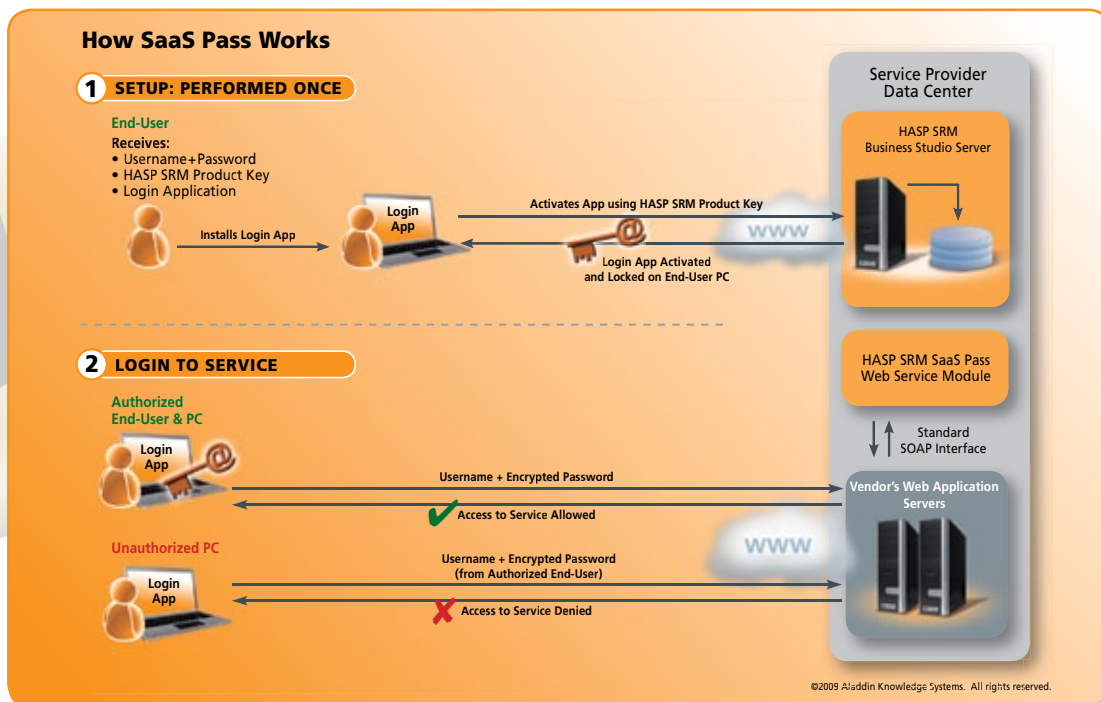 How SaaS Pass Works
1 SETUP: PERFORMED ONCE
End-User
Receives:
• Username+Password
• HASP SRM Product Key
• Login Application
Installs Login App
Login
App
Activates App using HASP SRM Product Key
www
Login App Activated
and Locked on End-User PC
Service Provider
Data Center
HASP SRM
Business Studio Server
2 LOGIN TO SERVICE
Authorized
End-User & PC
Login
App
Username + Encrypted Password
Access to Service Allowed
Unauthorized PC
Login
App
Username + Encrypted Password
(from Authorized End-User)
Access to Service Denied
www
HASP SRM SaaS Pass
Web Service Module
Standard
SOAP Interface
Vendor's Web Application
Servers
©2009 Aladdin Knowledge Systems. All rights reserved.